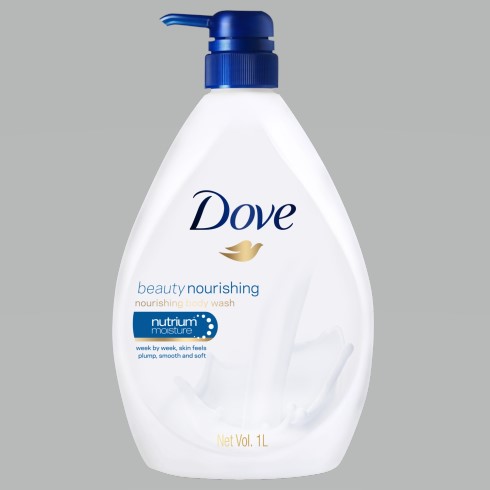 Dove
beauty nourishing
nourishing body wash
nutrium
moisture
week by week, skin feels
plump, smooth and soft
Net Vol. 1L